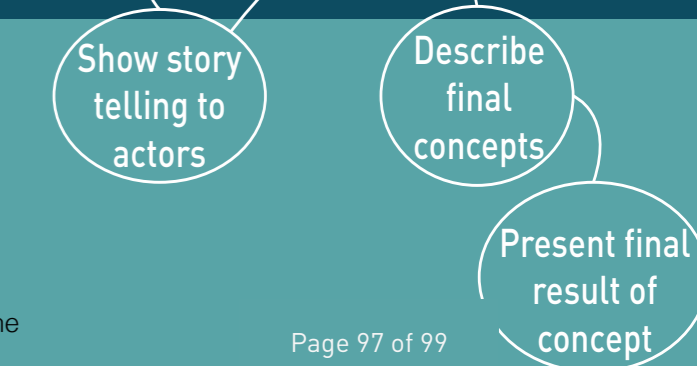 Show story
telling to
actors
Describe
final
concepts
Present final
result of
concept
Page 97 of 99